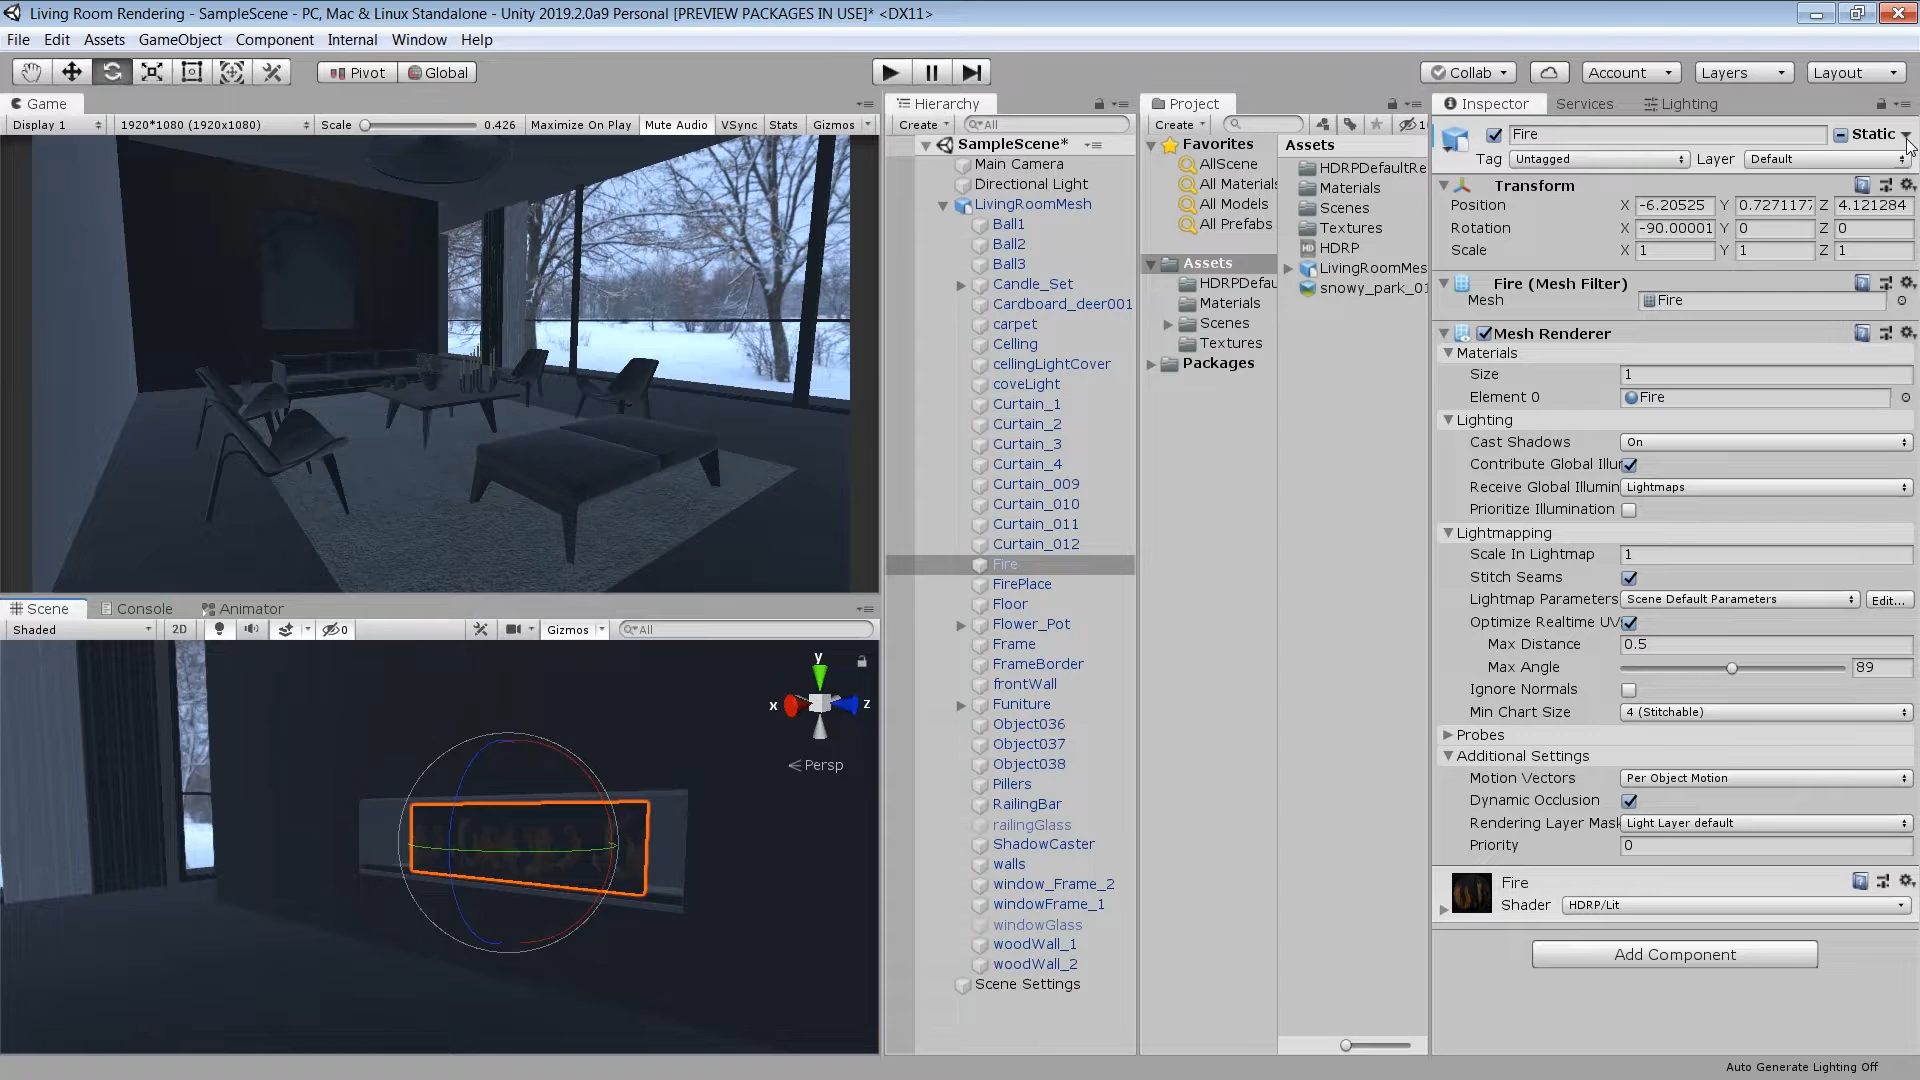 Living Room Rendering - SampleScene - PC, Mac & Linux Standalone - Unity 2019.2.0a9 Personal [PREVIEW PACKAGES IN USE]* <DX11>
File Edit Assets GameObject Component Internal Window Help
Pivot Global Collab Account Layers Layout
Game
Display 1 1920*1080 (1920x1080) Scale 0.426 Maximize On Play Mute Audio VSync Stats Gizmos
Scene Console Animator
Shaded 2D 0 Gizmos All
y
x z
Persp
Hierarchy
Create All
SampleScene*
Main Camera
Directional Light
LivingRoomMesh
Ball1
Ball2
Ball3
Candle_Set
Cardboard_deer001
carpet
Celling
cellingLightCover
coveLight
Curtain_1
Curtain_2
Curtain_3
Curtain_4
Curtain_009
Curtain_010
Curtain_011
Curtain_012
Fire
FirePlace
Floor
Flower_Pot
Frame
FrameBorder
frontWall
Funiture
Object036
Object037
Object038
Pillers
RailingBar
railingGlass
ShadowCaster
walls
window_Frame_2
windowFrame_1
windowGlass
woodWall_1
woodWall_2
Scene Settings
Project
Create
Favorites
AllScene
All Materials
All Models
All Prefabs
Assets
HDRPDefau
Materials
Scenes
Textures
Packages
Assets
HDRPDefaultRe
Materials
Scenes
Textures
HDRP
LivingRoomMes
snowy_park_01
Inspector Services Lighting
Fire Static
Tag Untagged Layer Default
Transform
Position X -6.20525 Y 0.7271177 Z 4.121284
Rotation X -90.00001 Y 0 Z 0
Scale X 1 Y 1 Z 1
Fire (Mesh Filter)
Mesh Fire
Mesh Renderer
Materials
Size 1
Element 0 Fire
Lighting
Cast Shadows On
Contribute Global Illur
Receive Global Illumin Lightmaps
Prioritize Illumination
Lightmapping
Scale In Lightmap 1
Stitch Seams
Lightmap Parameters Scene Default Parameters Edit...
Optimize Realtime UV
Max Distance 0.5
Max Angle 89
Ignore Normals
Min Chart Size 4 (Stitchable)
Probes
Additional Settings
Motion Vectors Per Object Motion
Dynamic Occlusion
Rendering Layer Mask Light Layer default
Priority 0
Fire
Shader HDRP/Lit
Add Component
Auto Generate Lighting Off